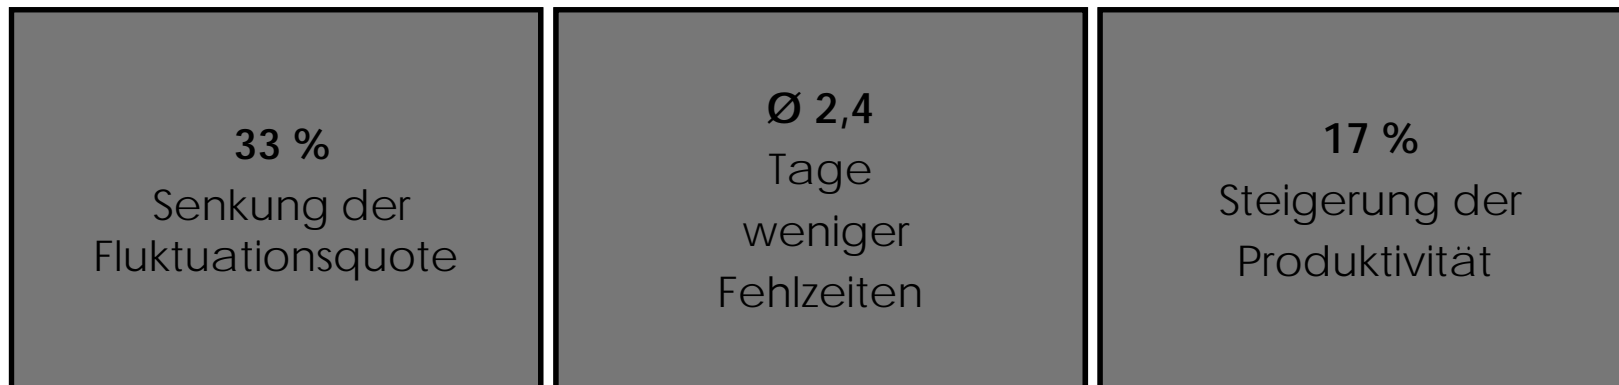 33 %
Senkung der
Fluktuationsquote
Ø 2,4
Tage
weniger
Fehlzeiten
17 %
Steigerung der
Produktivität